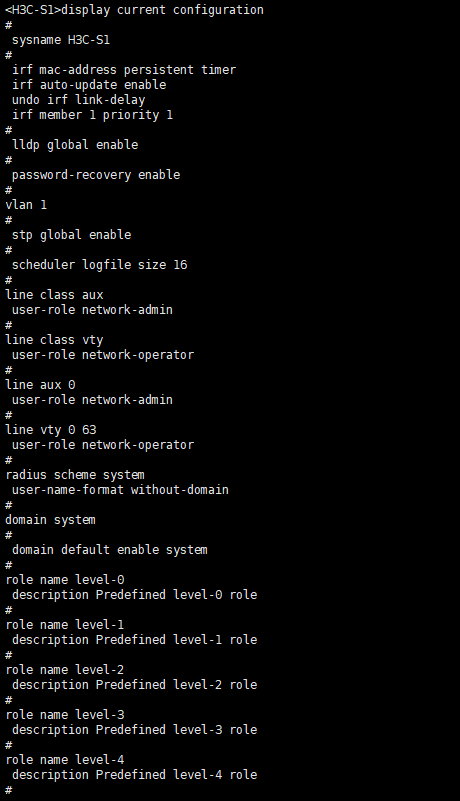 <H3C-S1>display current configuration
#
 sysname H3C-S1
#
 irf mac-address persistent timer
 irf auto-update enable
 undo irf link-delay
 irf member 1 priority 1
#
 lldp global enable
#
 password-recovery enable
#
vlan 1
#
 stp global enable
#
 scheduler logfile size 16
#
line class aux
 user-role network-admin
#
line class vty
 user-role network-operator
#
line aux 0
 user-role network-admin
#
line vty 0 63
 user-role network-operator
#
radius scheme system
 user-name-format without-domain
#
domain system
#
 domain default enable system
#
role name level-0
 description Predefined level-0 role
#
role name level-1
 description Predefined level-1 role
#
role name level-2
 description Predefined level-2 role
#
role name level-3
 description Predefined level-3 role
#
role name level-4
 description Predefined level-4 role
#